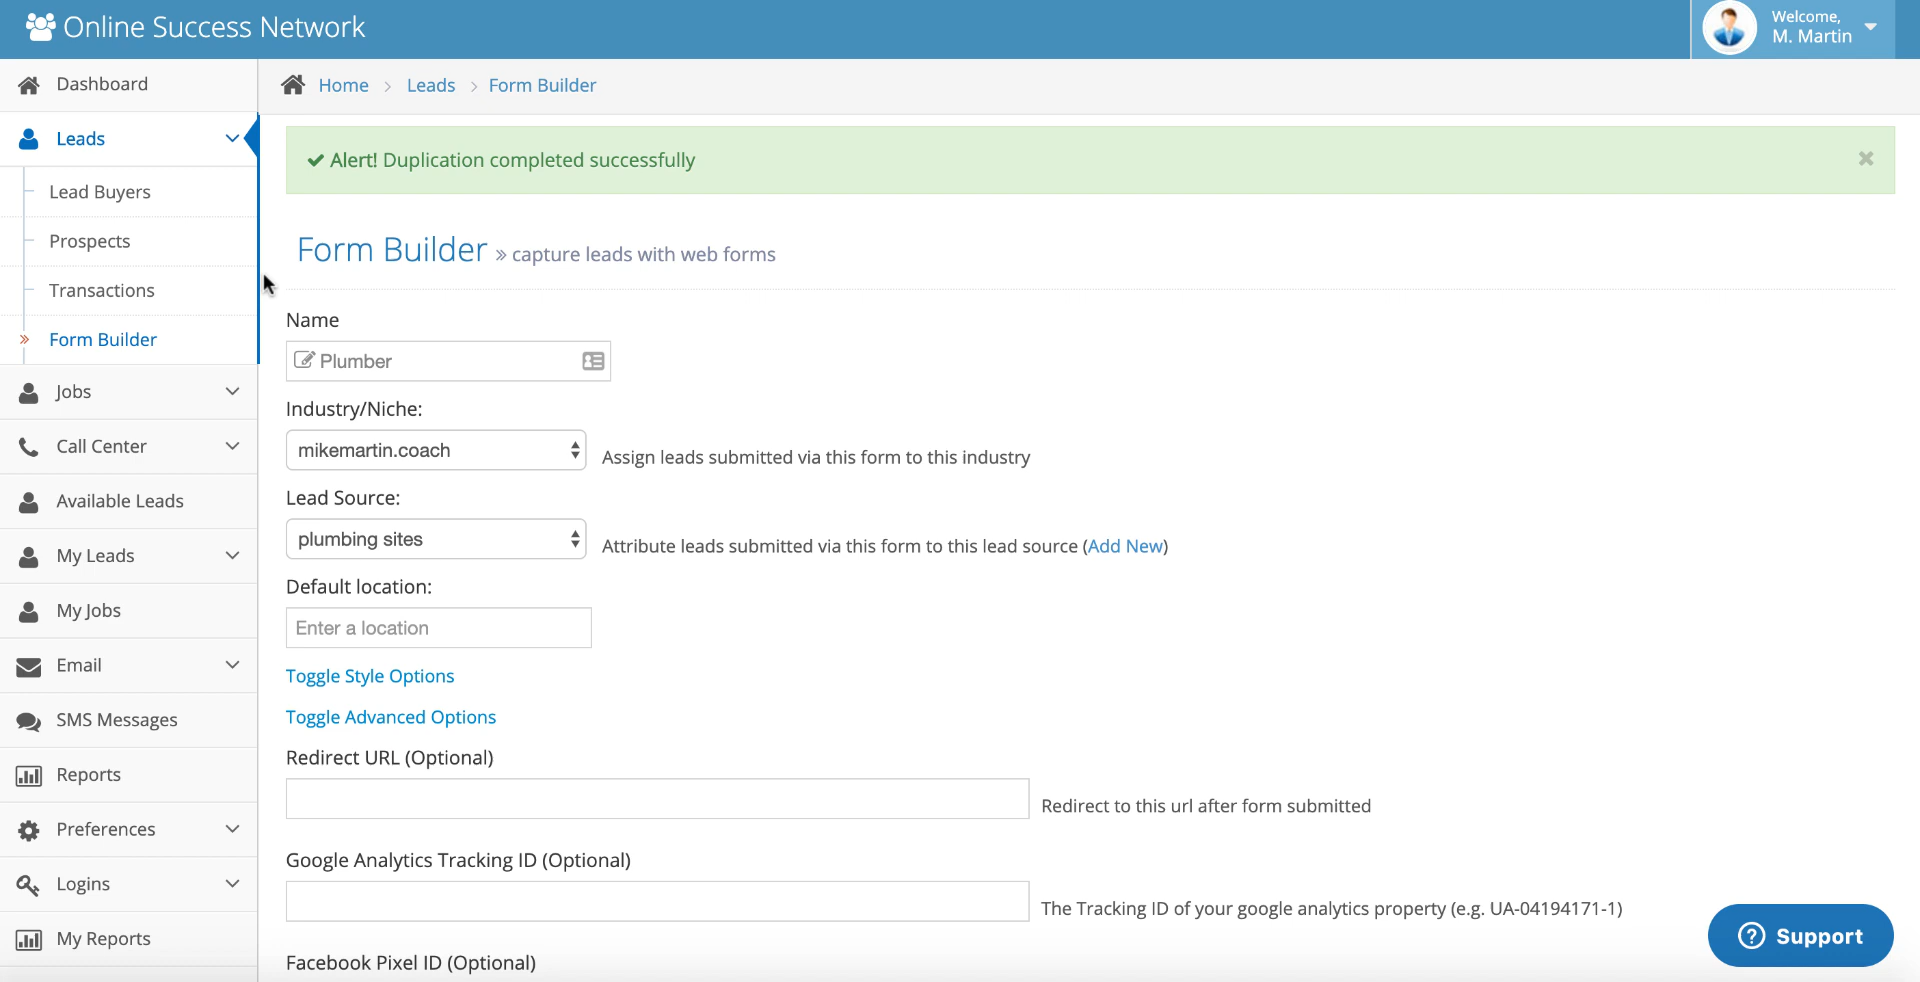 Online Success Network
Welcome,
M. Martin
Dashboard
Leads
Lead Buyers
Prospects
Transactions
» Form Builder
Jobs
Call Center
Available Leads
My Leads
My Jobs
Email
SMS Messages
Reports
Preferences
Logins
My Reports
Home > Leads > Form Builder
Alert! Duplication completed successfully
Form Builder » capture leads with web forms
Name
Plumber
Industry/Niche:
mikemartin.coach Assign leads submitted via this form to this industry
Lead Source:
plumbing sites Attribute leads submitted via this form to this lead source (Add New)
Default location:
Enter a location
Toggle Style Options
Toggle Advanced Options
Redirect URL (Optional)
Redirect to this url after form submitted
Google Analytics Tracking ID (Optional)
The Tracking ID of your google analytics property (e.g. UA-04194171-1)
Facebook Pixel ID (Optional)
Support